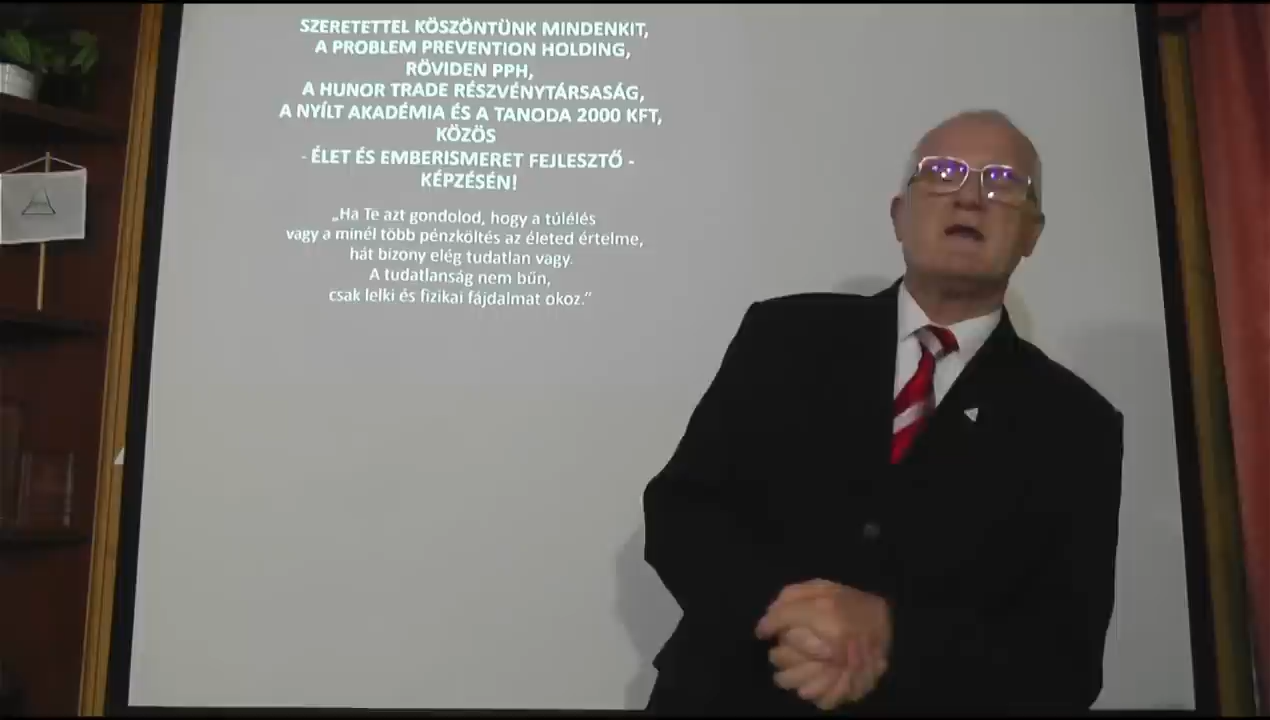 SZERETETTEL KÖSZÖNTÜNK MINDENKIT,
A PROBLEM PREVENTION HOLDING,
RÖVIDEN PPH,
A HUNOR TRADE RÉSZVÉNYTÁRSASÁG,
A NYÍLT AKADÉMIA ÉS A TANODA 2000 KFT,
KÖZÖS
- ÉLET ÉS EMBERISMERET FEJLESZTŐ -
KÉPZÉSÉN!
„Ha Te azt gondolod, hogy a túlélés
vagy a minél több pénzköltés az életed értelme,
hát bizony elég tudatlan vagy.
A tudatlanság nem bűn,
csak lelki és fizikai fájdalmat okoz.”